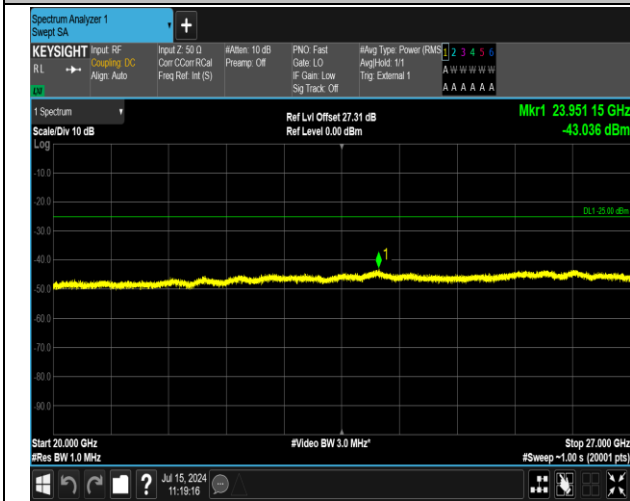 Spectrum Analyzer 1
Swept SA
+
KEYSIGHT
RL
Input: RF
Coupling: DC
Align: Auto
Input Z: 50 Ω
Corr CCorr RCal
Freq Ref: Int (S)
#Atten: 10 dB
Preamp: Off
PNO: Fast
Gate: LO
IF Gain: Low
Sig Track: Off
#Avg Type: Power (RMS
Avg|Hold: 1/1
Trig: External 1
1 2 3 4 5 6
A W W W W W
A A A A A A
1 Spectrum
Scale/Div 10 dB
Ref Lvl Offset 27.31 dB
Ref Level 0.00 dBm
Mkr1 23.951 15 GHz
-43.036 dBm
Log
-10.0
-20.0
DL1 -25.00 dBm
-30.0
-40.0
1
-50.0
-60.0
-70.0
-80.0
-90.0
Start 20.000 GHz
#Res BW 1.0 MHz
#Video BW 3.0 MHz*
Stop 27.000 GHz
#Sweep ~1.00 s (20001 pts)
?
Jul 15, 2024
11:19:16